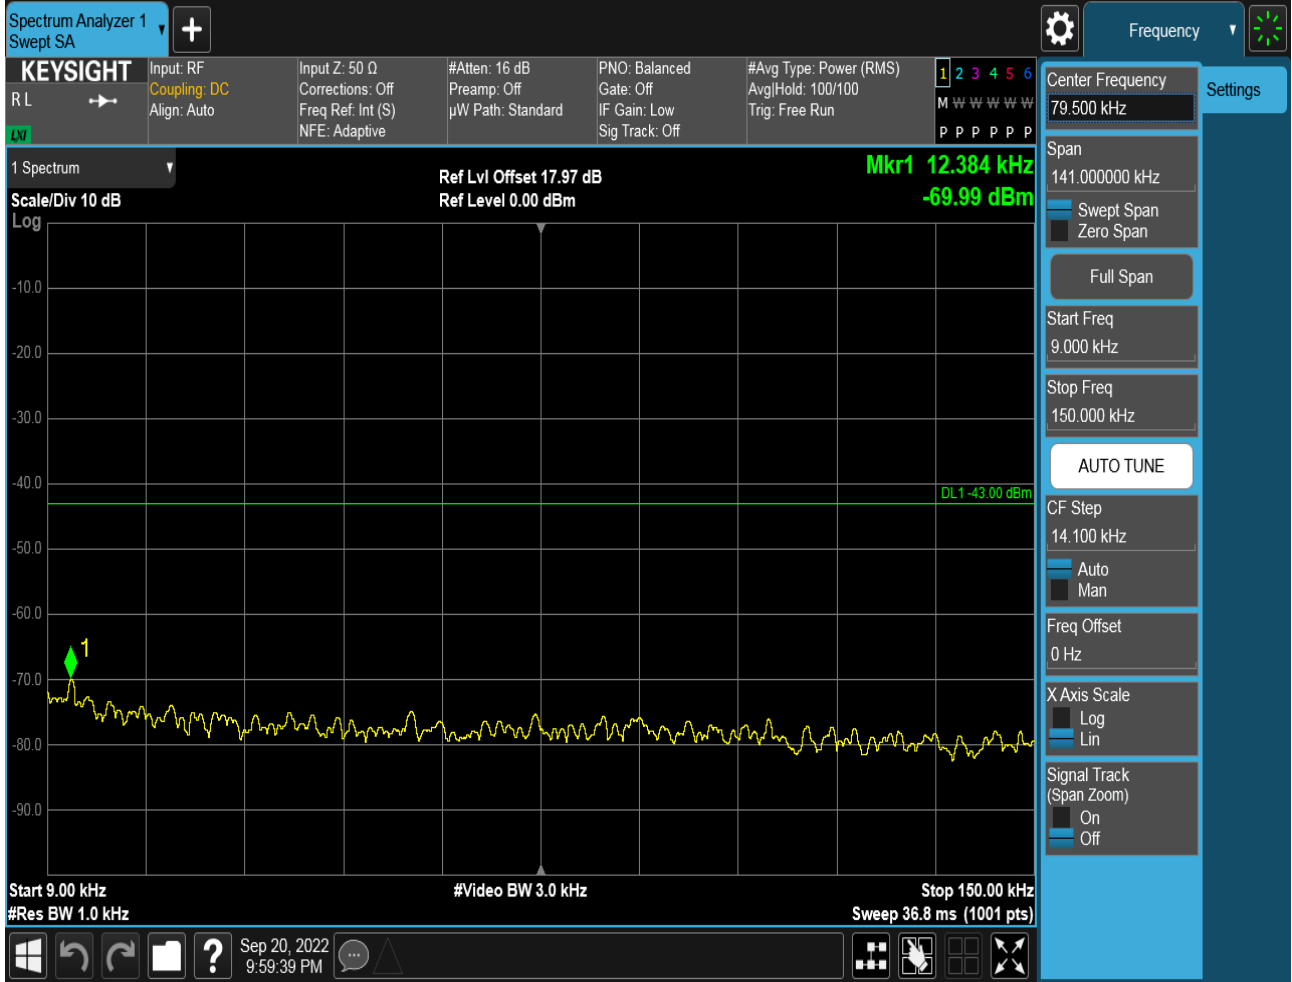 Spectrum Analyzer 1
Swept SA
Frequency
KEYSIGHT
R L
LXI
Input: RF
Coupling: DC
Align: Auto
Input Z: 50 Ω
Corrections: Off
Freq Ref: Int (S)
NFE: Adaptive
#Atten: 16 dB
Preamp: Off
µW Path: Standard
PNO: Balanced
Gate: Off
IF Gain: Low
Sig Track: Off
#Avg Type: Power (RMS)
Avg|Hold: 100/100
Trig: Free Run
1 2 3 4 5 6
M W W W W W
P P P P P P
1 Spectrum
Scale/Div 10 dB
Log
Ref Lvl Offset 17.97 dB
Ref Level 0.00 dBm
Mkr1 12.384 kHz
-69.99 dBm
-10.0
-20.0
-30.0
-40.0
DL1 -43.00 dBm
-50.0
-60.0
1
-70.0
-80.0
-90.0
Start 9.00 kHz
#Video BW 3.0 kHz
Stop 150.00 kHz
#Res BW 1.0 kHz
Sweep 36.8 ms (1001 pts)
Center Frequency
79.500 kHz
Settings
Span
141.000000 kHz
Swept Span
Zero Span
Full Span
Start Freq
9.000 kHz
Stop Freq
150.000 kHz
AUTO TUNE
CF Step
14.100 kHz
Auto
Man
Freq Offset
0 Hz
X Axis Scale
Log
Lin
Signal Track
(Span Zoom)
On
Off
?
Sep 20, 2022
9:59:39 PM